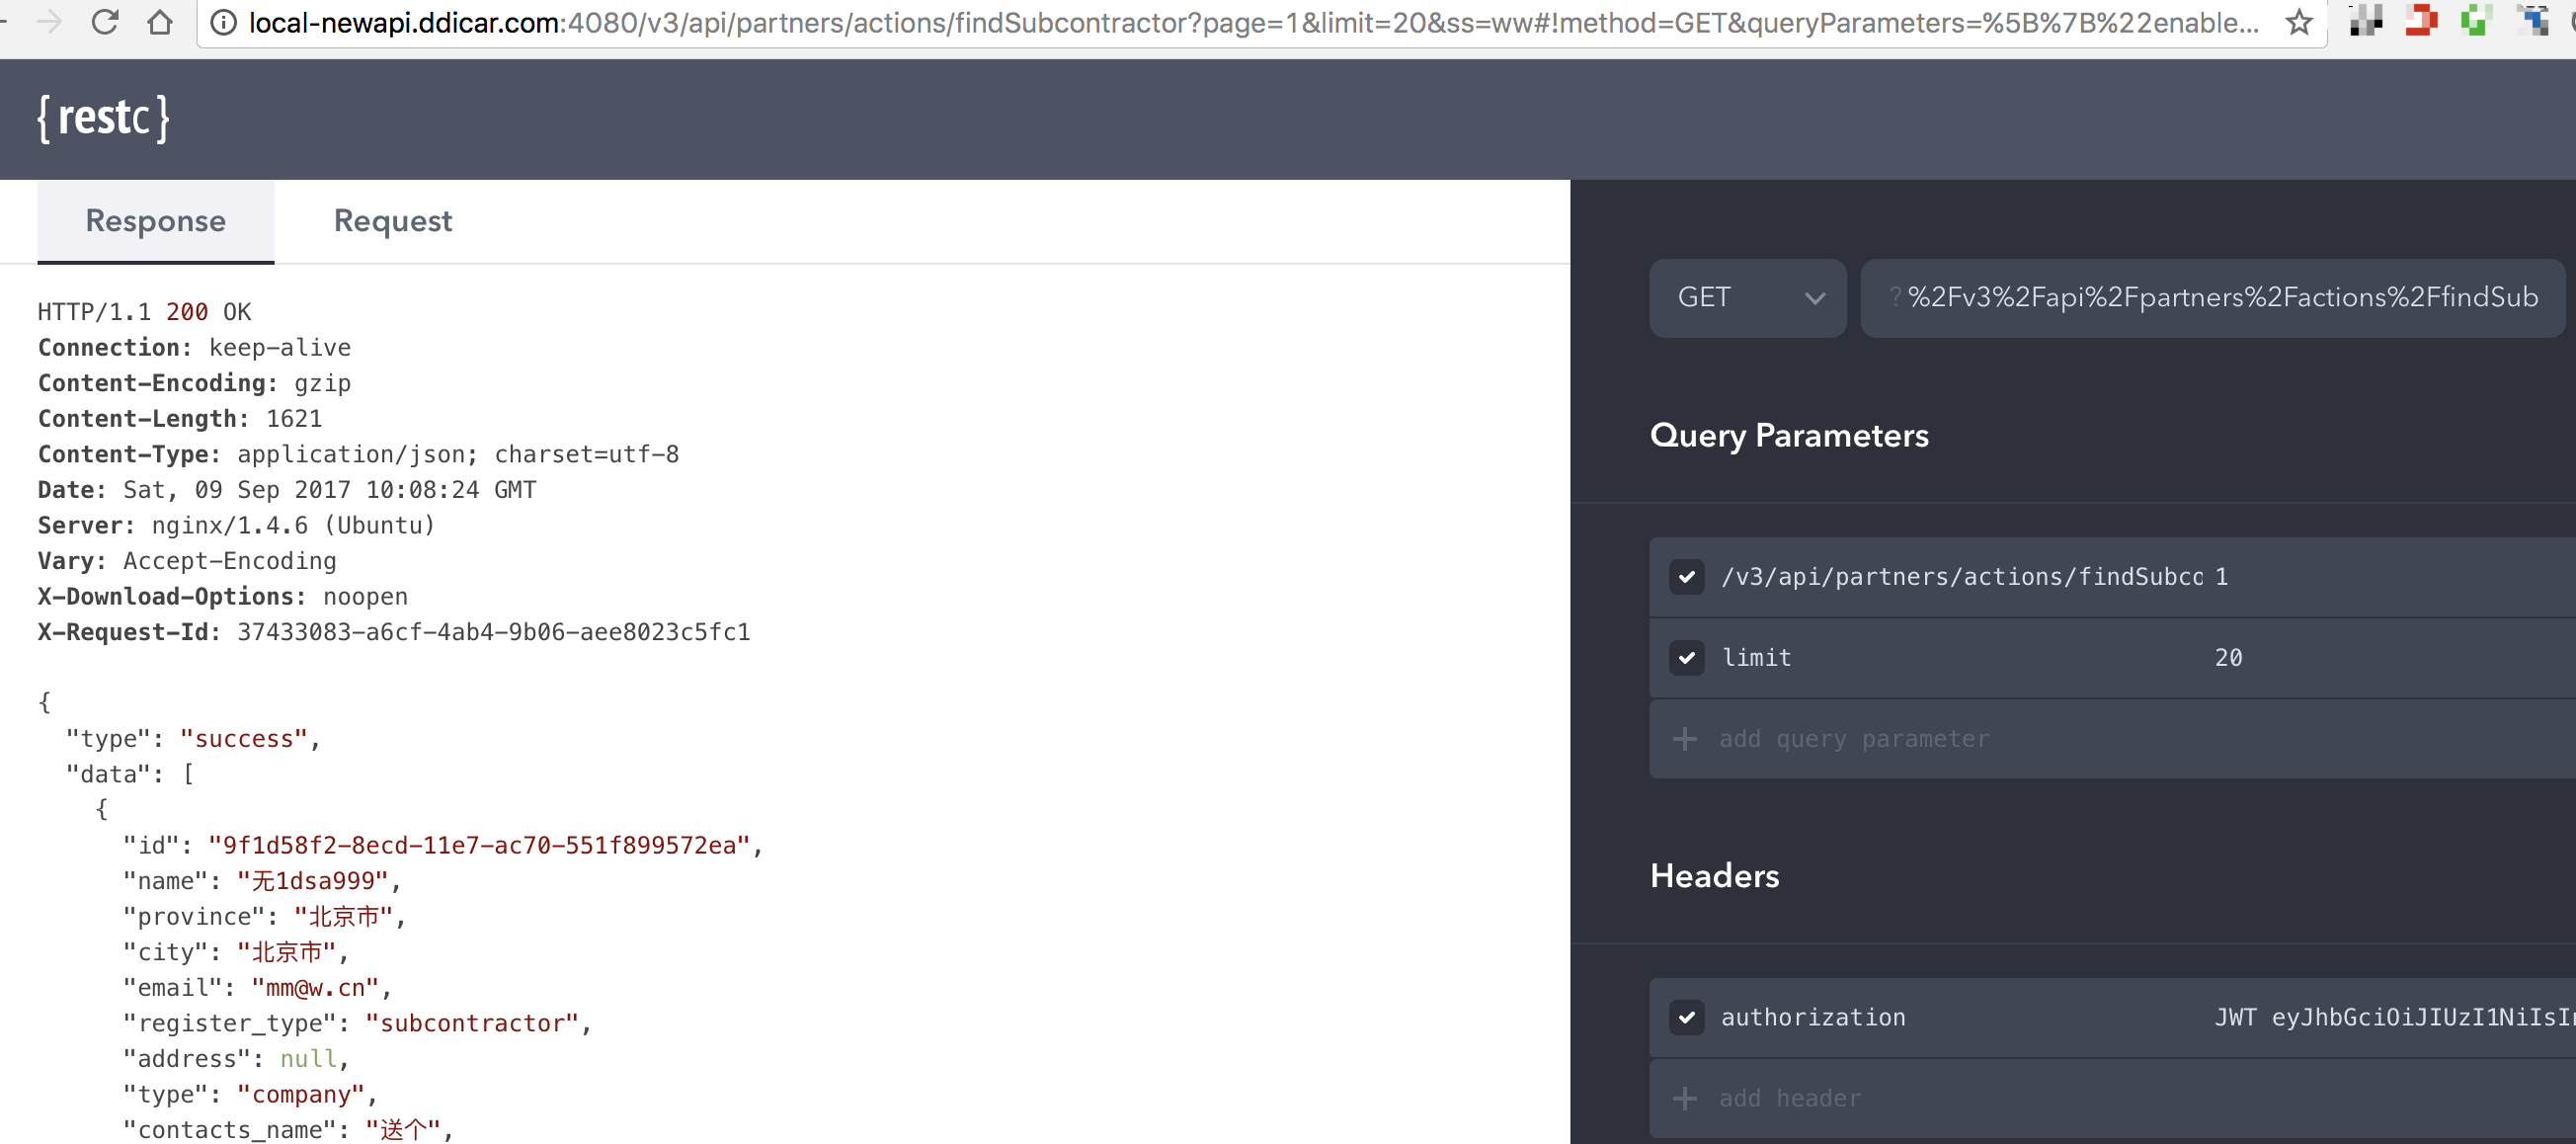 local-newapi.ddicar.com:4080/v3/api/partners/actions/findSubcontractor?page=1&limit=20&ss=ww#!method=GET&queryParameters=%5B%7B%22enable...
{restc}
Response Request
HTTP/1.1 200 OK
Connection: keep-alive
Content-Encoding: gzip
Content-Length: 1621
Content-Type: application/json; charset=utf-8
Date: Sat, 09 Sep 2017 10:08:24 GMT
Server: nginx/1.4.6 (Ubuntu)
Vary: Accept-Encoding
X-Download-Options: noopen
X-Request-Id: 37433083-a6cf-4ab4-9b06-aee8023c5fc1
{
"type": "success",
"data": [
{
"id": "9f1d58f2-8ecd-11e7-ac70-551f899572ea",
"name": "无1dsa999",
"province": "北京市",
"city": "北京市",
"email": "mm@w.cn",
"register_type": "subcontractor",
"address": null,
"type": "company",
"contacts_name": "送个",
GET ?%2Fv3%2Fapi%2Fpartners%2Factions%2FfindSub
Query Parameters
/v3/api/partners/actions/findSubco 1
limit 20
+ add query parameter
Headers
authorization JWT eyJhbGciOiJIUzI1NiIsI
+ add header